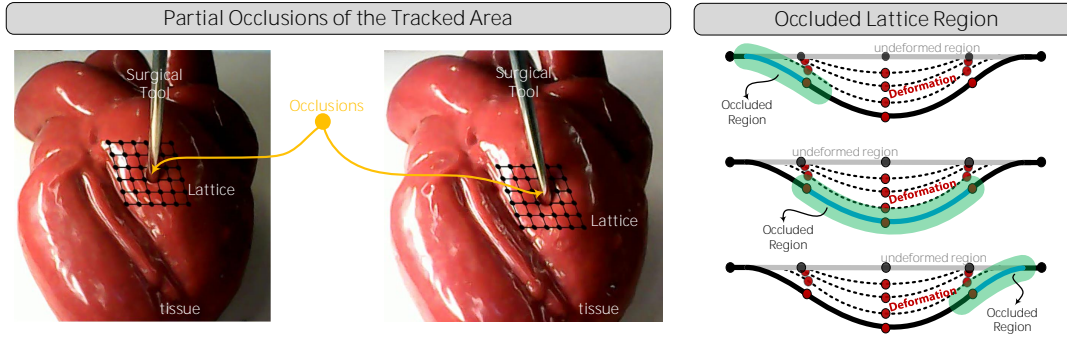 Partial Occlusions of the Tracked Area
Surgical
Tool
Lattice
tissue
Occlusions
Surgical
Tool
Lattice
tissue
Occluded Lattice Region
undeformed region
Deformation
Occluded
Region
undeformed region
Deformation
Occluded
Region
undeformed region
Deformation
Occluded
Region